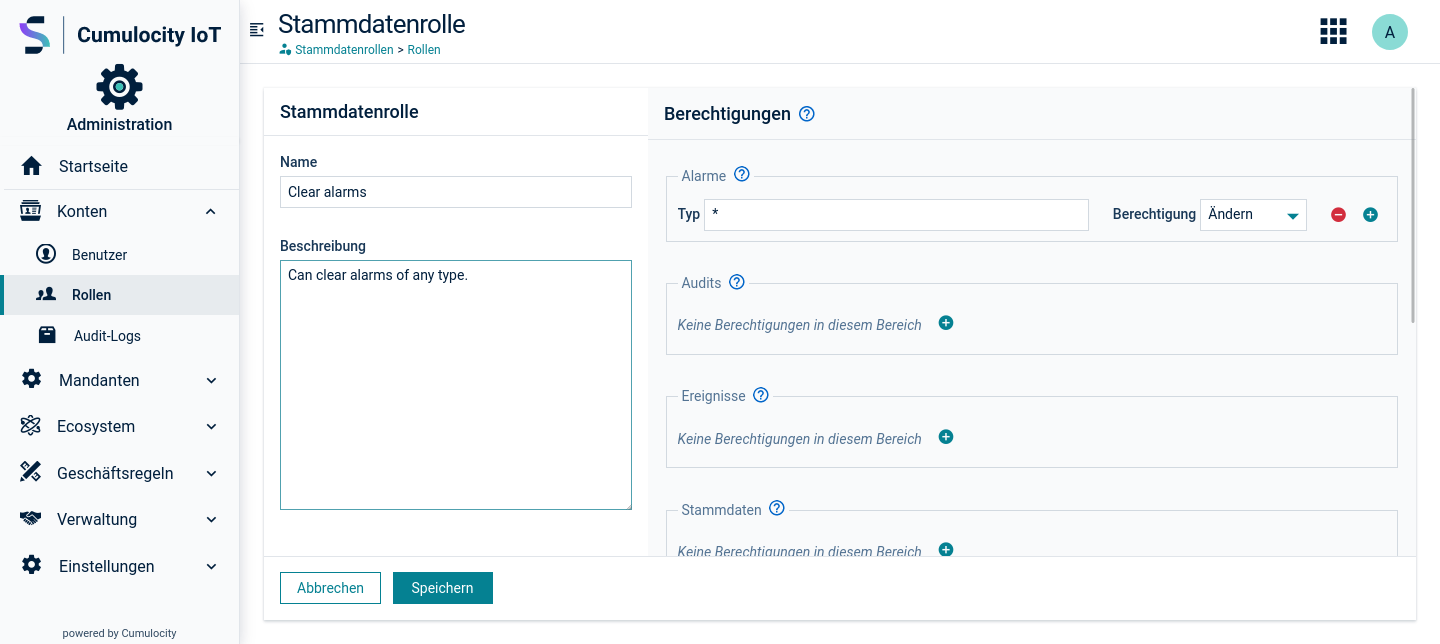 Cumulocity IoT
Administration
Startseite
Konten
Benutzer
Rollen
Audit-Logs
Mandanten
Ecosystem
Geschäftsregeln
Verwaltung
Einstellungen
powered by Cumulocity
Stammdatenrolle
Stammdatenrollen > Rollen
A
Stammdatenrolle
Name
Clear alarms
Beschreibung
Can clear alarms of any type.
Berechtigungen
Alarme
Typ * Berechtigung Ändern
Audits
Keine Berechtigungen in diesem Bereich
Ereignisse
Keine Berechtigungen in diesem Bereich
Stammdaten
Keine Berechtigungen in diesem Bereich
Abbrechen Speichern